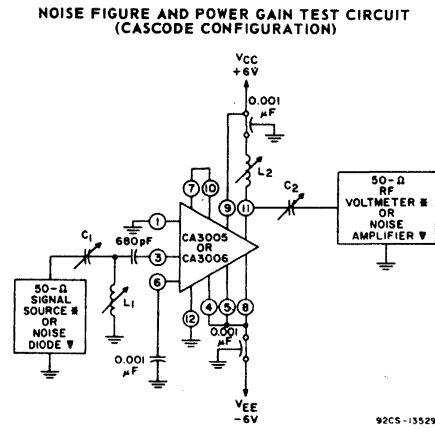 NOISE FIGURE AND POWER GAIN TEST CIRCUIT
(CASCODE CONFIGURATION)
VCC
+6V
0.001
μF
L2
7
10
9
11
C2
50-Ω
RF
VOLTMETER *
OR
NOISE
AMPLIFIER ▼
1
C1
680pF
3
CA3005
OR
CA3006
6
L1
50-Ω
SIGNAL
SOURCE *
OR
NOISE
DIODE ▼
12
4
5
8
0.001
μF
0.001
μF
VEE
-6V
92CS-13529